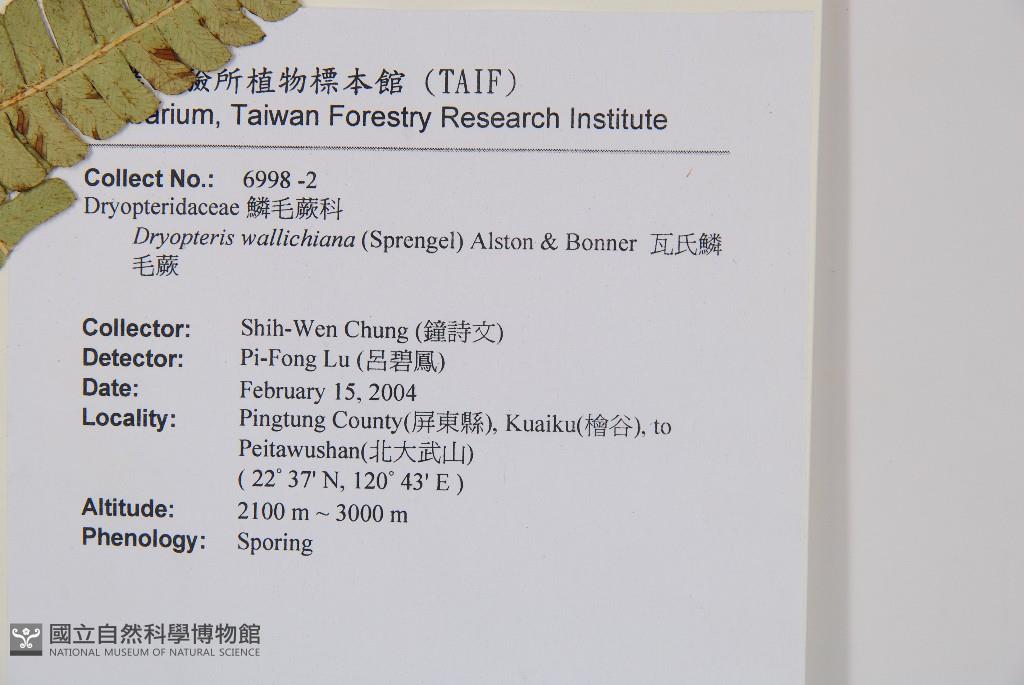 驗所植物標本館 (TAIF)
arium, Taiwan Forestry Research Institute
Collect No.: 6998 -2
Dryopteridaceae 鱗毛蕨科
Dryopteris wallichiana (Sprengel) Alston & Bonner 瓦氏鱗
毛蕨
Collector: Shih-Wen Chung (鐘詩文)
Detector: Pi-Fong Lu (呂碧鳳)
Date: February 15, 2004
Locality: Pingtung County(屏東縣), Kuaiku(檜谷), to
Peitawushan(北大武山)
( 22° 37' N, 120° 43' E )
Altitude: 2100 m ~ 3000 m
Phenology: Sporing
國立自然科學博物館
NATIONAL MUSEUM OF NATURAL SCIENCE